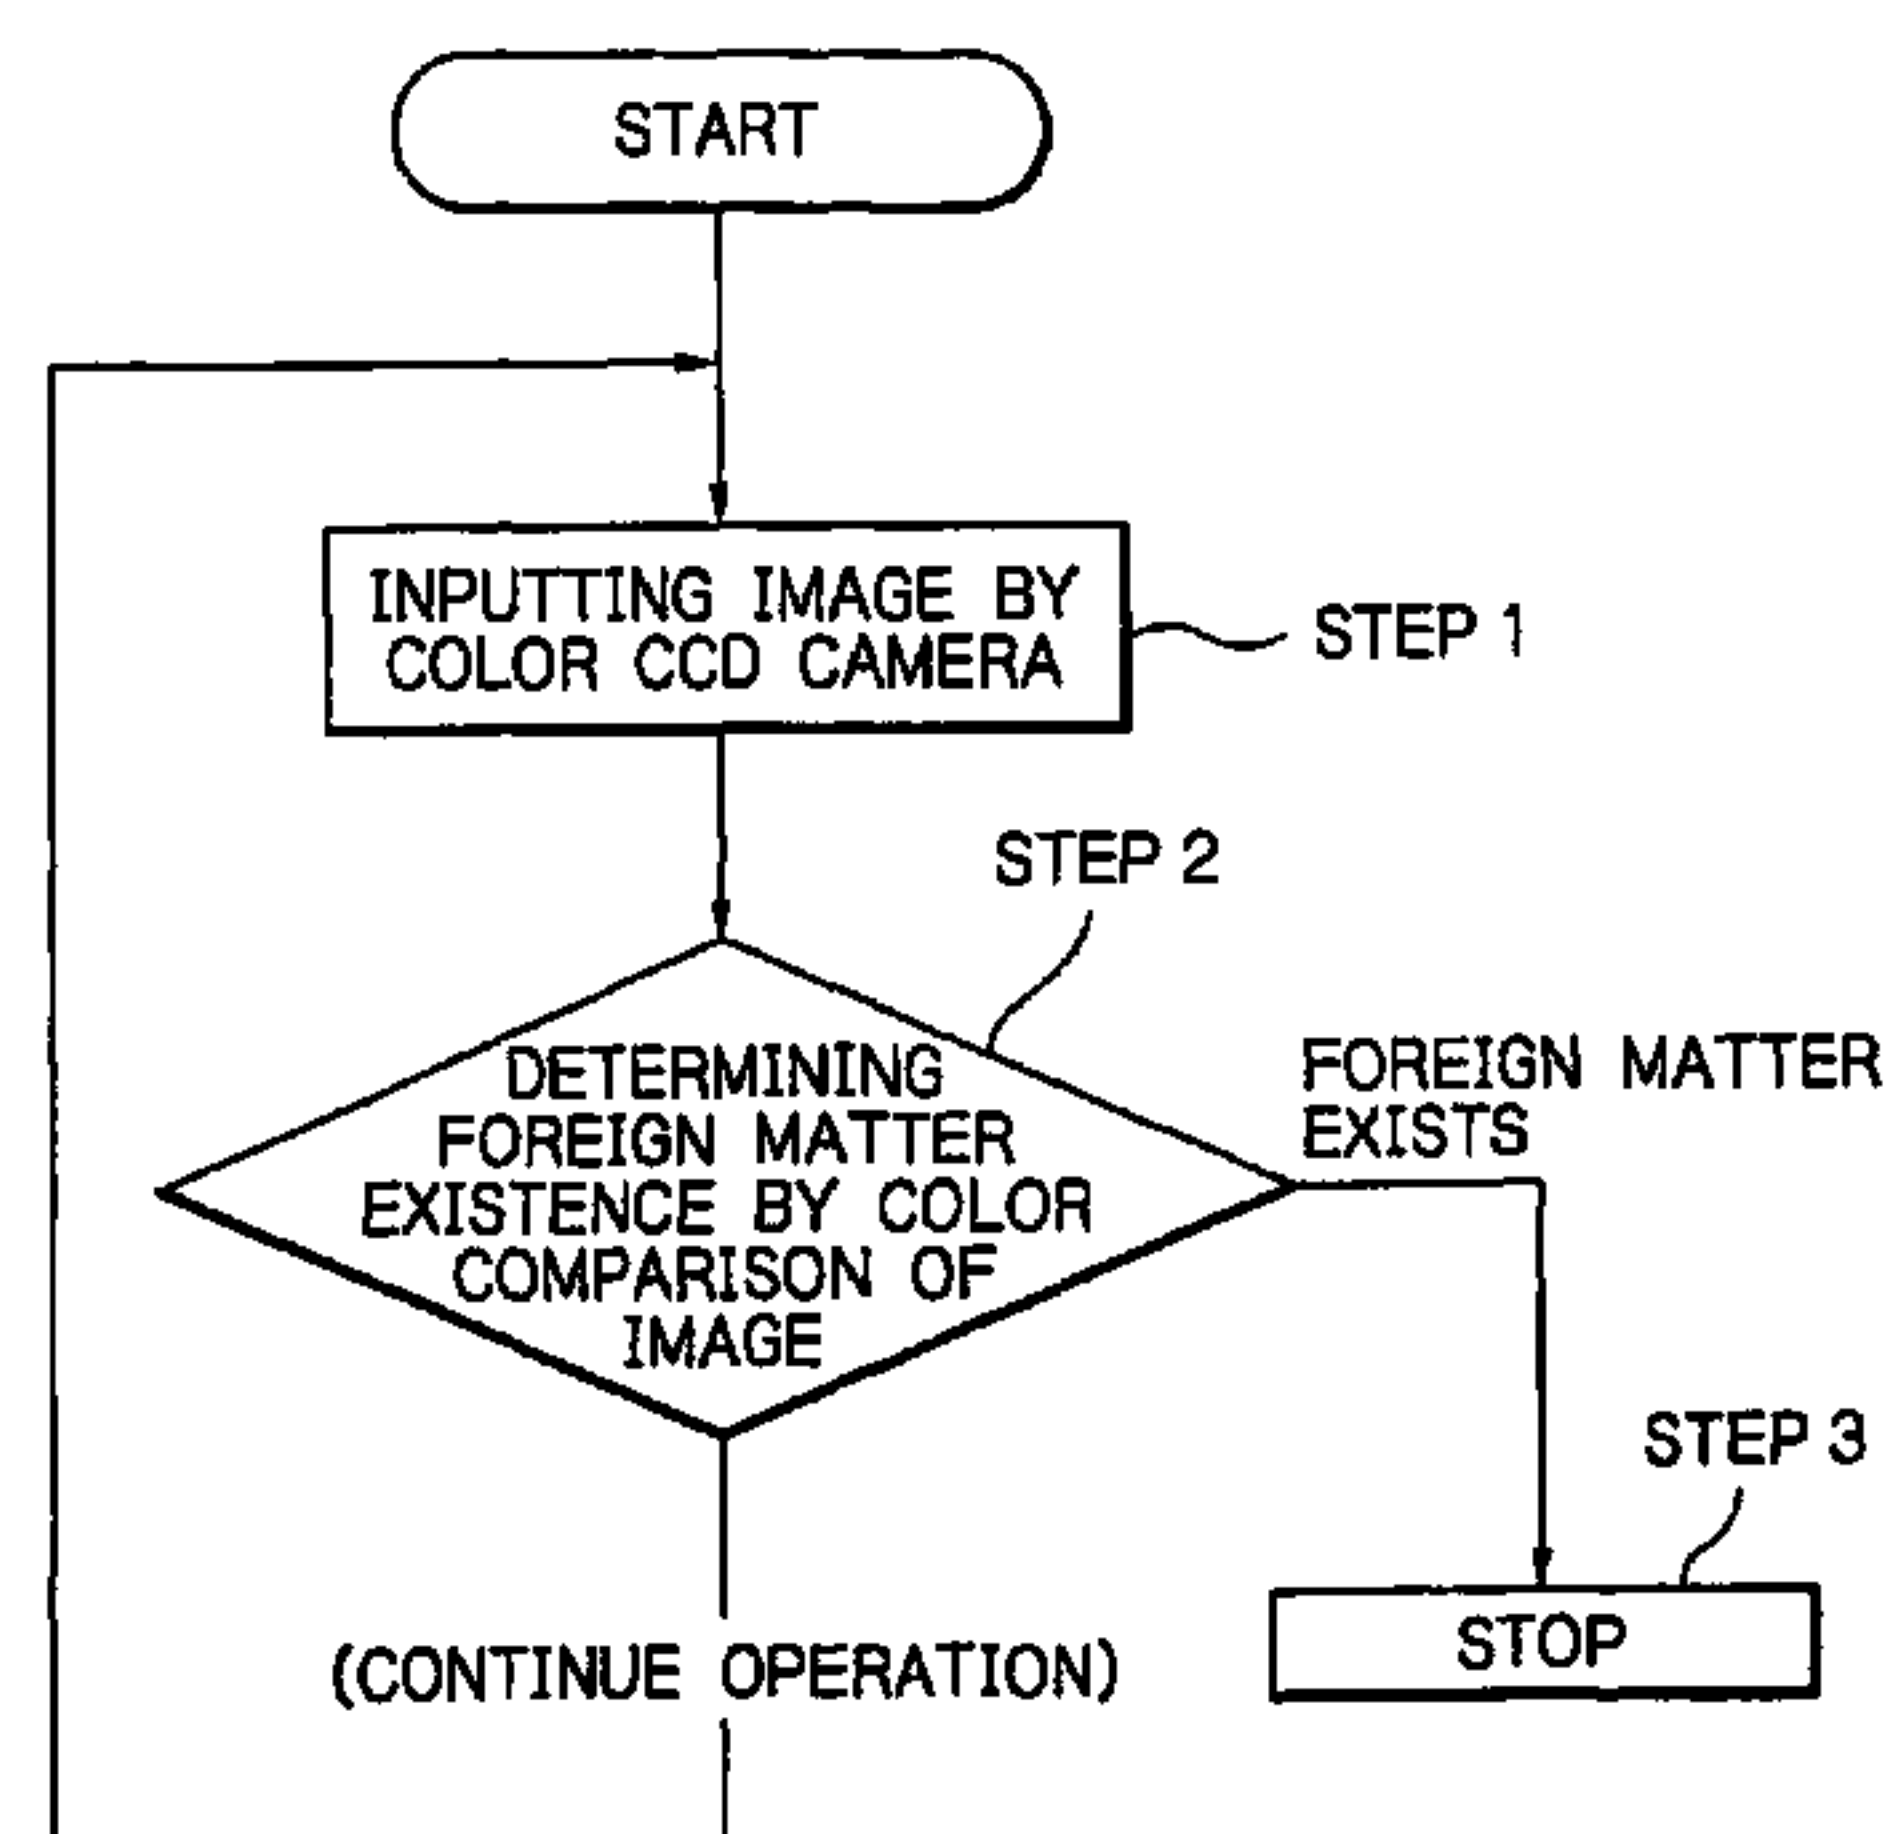 START
INPUTTING IMAGE BY
COLOR CCD CAMERA
STEP 1
STEP 2
DETERMINING
FOREIGN MATTER
EXISTENCE BY COLOR
COMPARISON OF
IMAGE
FOREIGN MATTER
EXISTS
STEP 3
STOP
(CONTINUE OPERATION)